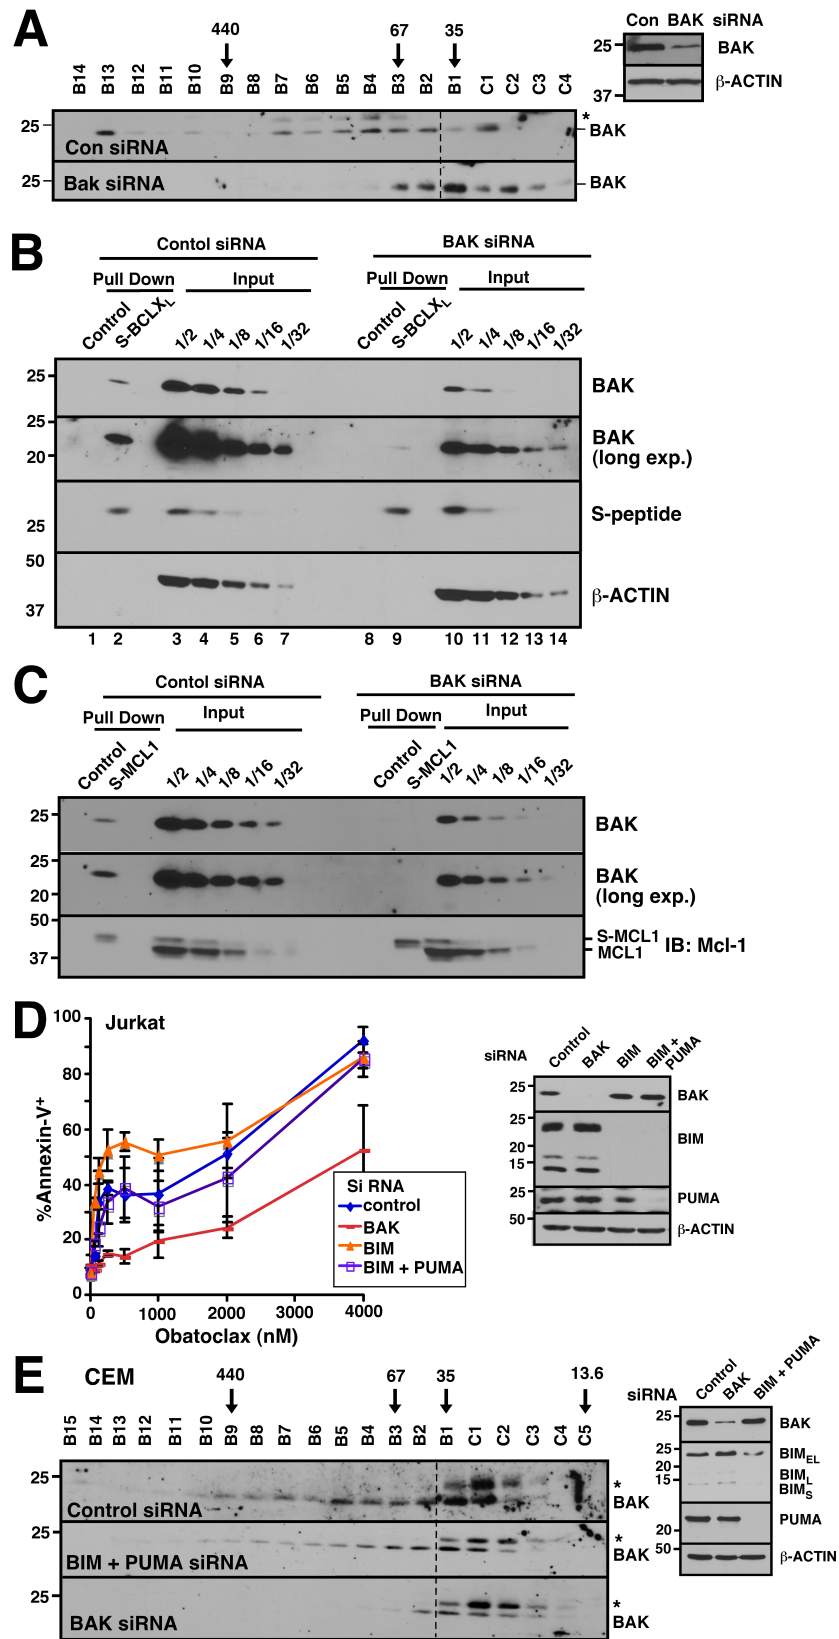 A
440
67
35
B14 B13 B12 B11 B10 B9 B8 B7 B6 B5 B4 B3 B2 B1 C1 C2 C3 C4
25
*
BAK
Con siRNA
25
BAK
Bak siRNA
Con BAK siRNA
25
BAK
β-ACTIN
37
B
Contol siRNA
BAK siRNA
Pull Down
Input
Pull Down
Input
Control S-BCLXL 1/2 1/4 1/8 1/16 1/32
Control S-BCLXL 1/2 1/4 1/8 1/16 1/32
25
BAK
25
BAK
20
(long exp.)
S-peptide
25
50
β-ACTIN
37
1 2 3 4 5 6 7 8 9 10 11 12 13 14
C
Contol siRNA
BAK siRNA
Pull Down
Input
Pull Down
Input
Control S-MCL1 1/2 1/4 1/8 1/16 1/32
Control S-MCL1 1/2 1/4 1/8 1/16 1/32
25
BAK
25
BAK
20
(long exp.)
50
S-MCL1
MCL1
IB: Mcl-1
37
D
Jurkat
%Annexin-V+
100
80
60
40
20
0
0 1000 2000 3000 4000
Obatoclax (nM)
Si RNA
control
BAK
BIM
BIM + PUMA
siRNA
Control BAK BIM BIM + PUMA
25
BAK
25
BIM
20
15
25
PUMA
50
β-ACTIN
E
CEM
440
67
35
13.6
B15 B14 B13 B12 B11 B10 B9 B8 B7 B6 B5 B4 B3 B2 B1 C1 C2 C3 C4 C5
25
*
BAK
Control siRNA
25
*
BAK
BIM + PUMA siRNA
25
*
BAK
BAK siRNA
siRNA
Control BAK BIM + PUMA
25
BAK
25
BIMEL
20
BIML
15
BIMS
PUMA
20
50
β-ACTIN